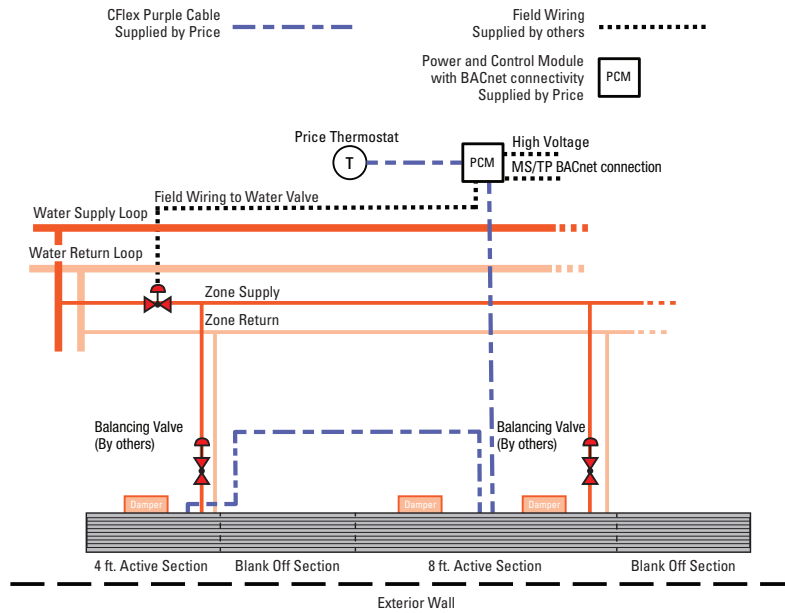 CFlex Purple Cable
Supplied by Price
Field Wiring
Supplied by others
Power and Control Module
with BACnet connectivity
Supplied by Price
PCM
Price Thermostat
T
PCM
High Voltage
MS/TP BACnet connection
Field Wiring to Water Valve
Water Supply Loop
Water Return Loop
Zone Supply
Zone Return
Balancing Valve
(By others)
Balancing Valve
(By others)
Damper
Damper
Damper
4 ft. Active Section
Blank Off Section
8 ft. Active Section
Blank Off Section
Exterior Wall